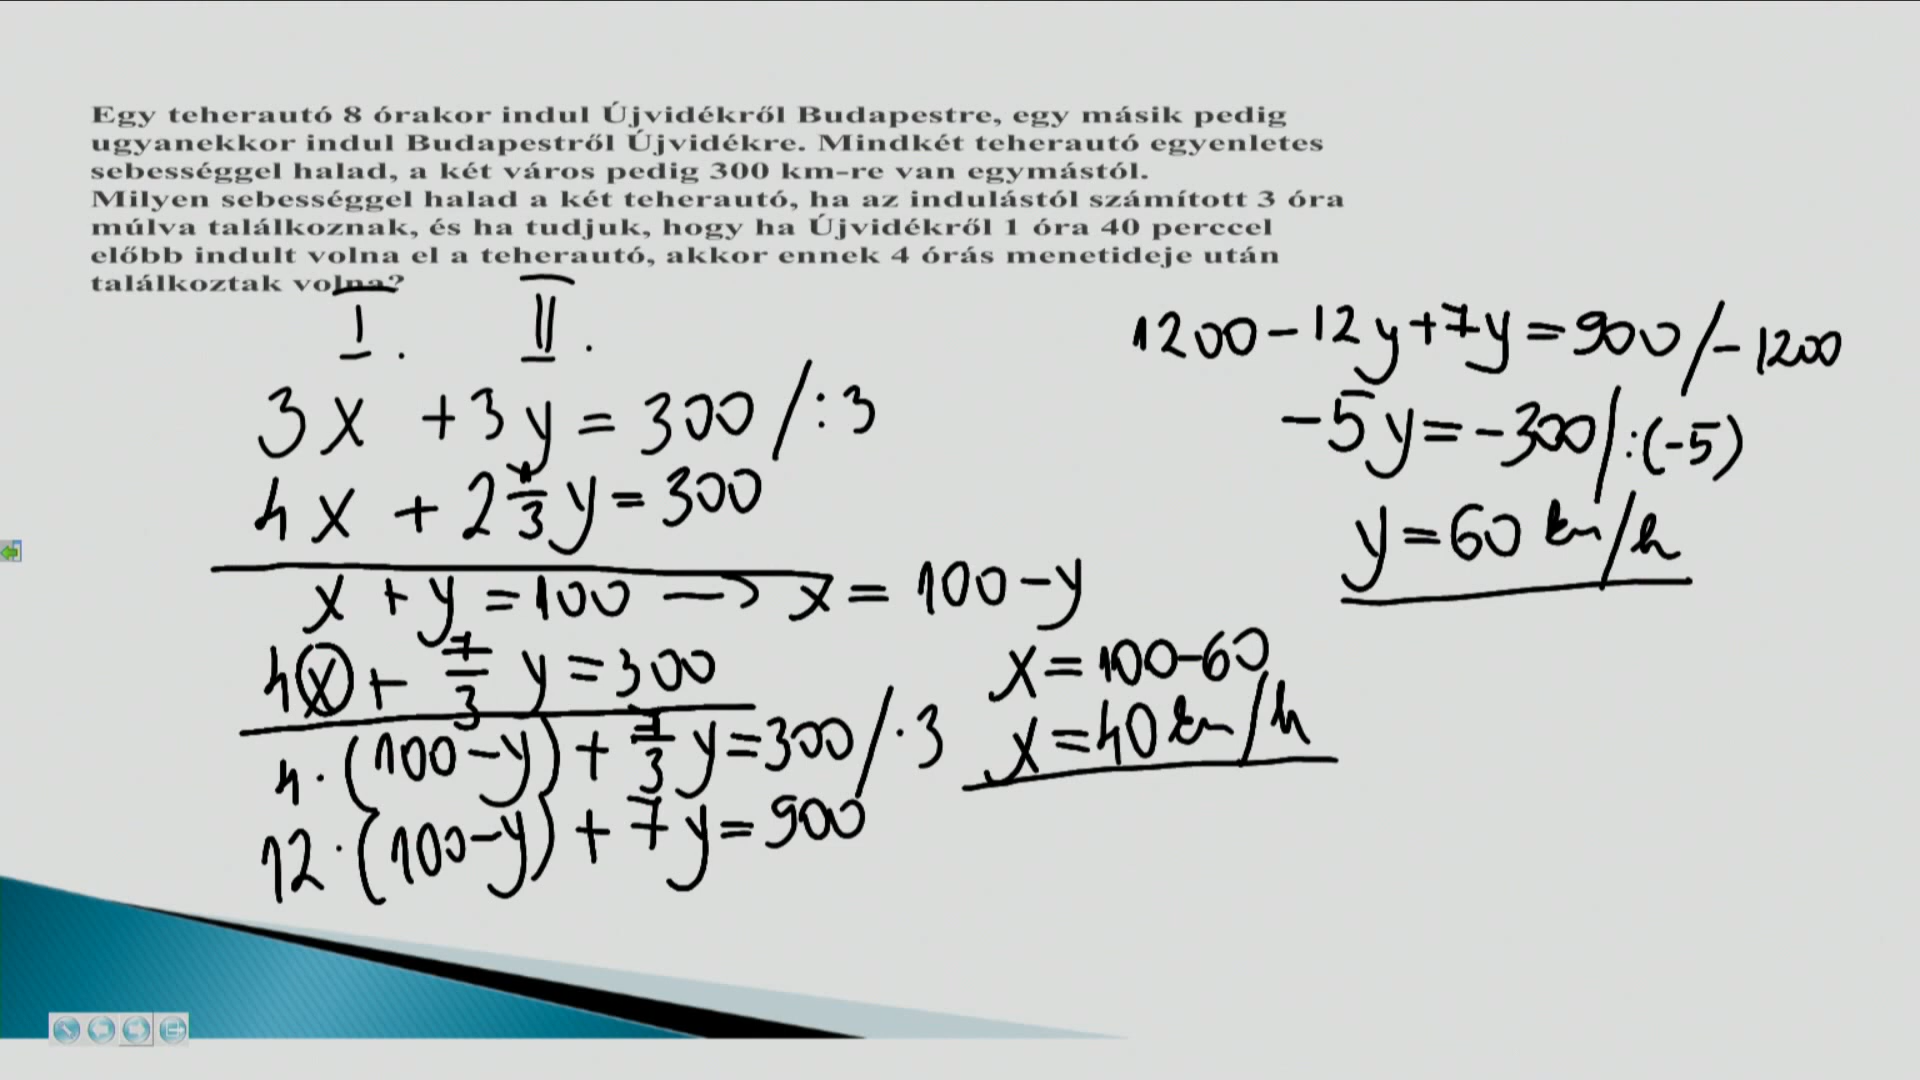 Egy teherautó 8 órakor indul Újvidékről Budapestre, egy másik pedig
ugyanekkor indul Budapestről Újvidékre. Mindkét teherautó egyenletes
sebességgel halad, a két város pedig 300 km-re van egymástól.
Milyen sebességgel halad a két teherautó, ha az indulástól számított 3 óra
múlva találkoznak, és ha tudjuk, hogy ha Újvidékről 1 óra 40 perccel
előbb indult volna el a teherautó, akkor ennek 4 órás menetideje után
találkoztak volna?
I. II.
3x + 3y = 300 /:3
4x + 2 1/3 y = 300
x + y = 100 → x = 100 - y
4x + 7/3 y = 300
4·(100-y) + 7/3 y = 300 /·3
12·(100-y) + 7y = 900
x = 100-60
x = 40 km/h
1200 - 12y + 7y = 900 /-1200
-5y = -300 /:(-5)
y = 60 km/h